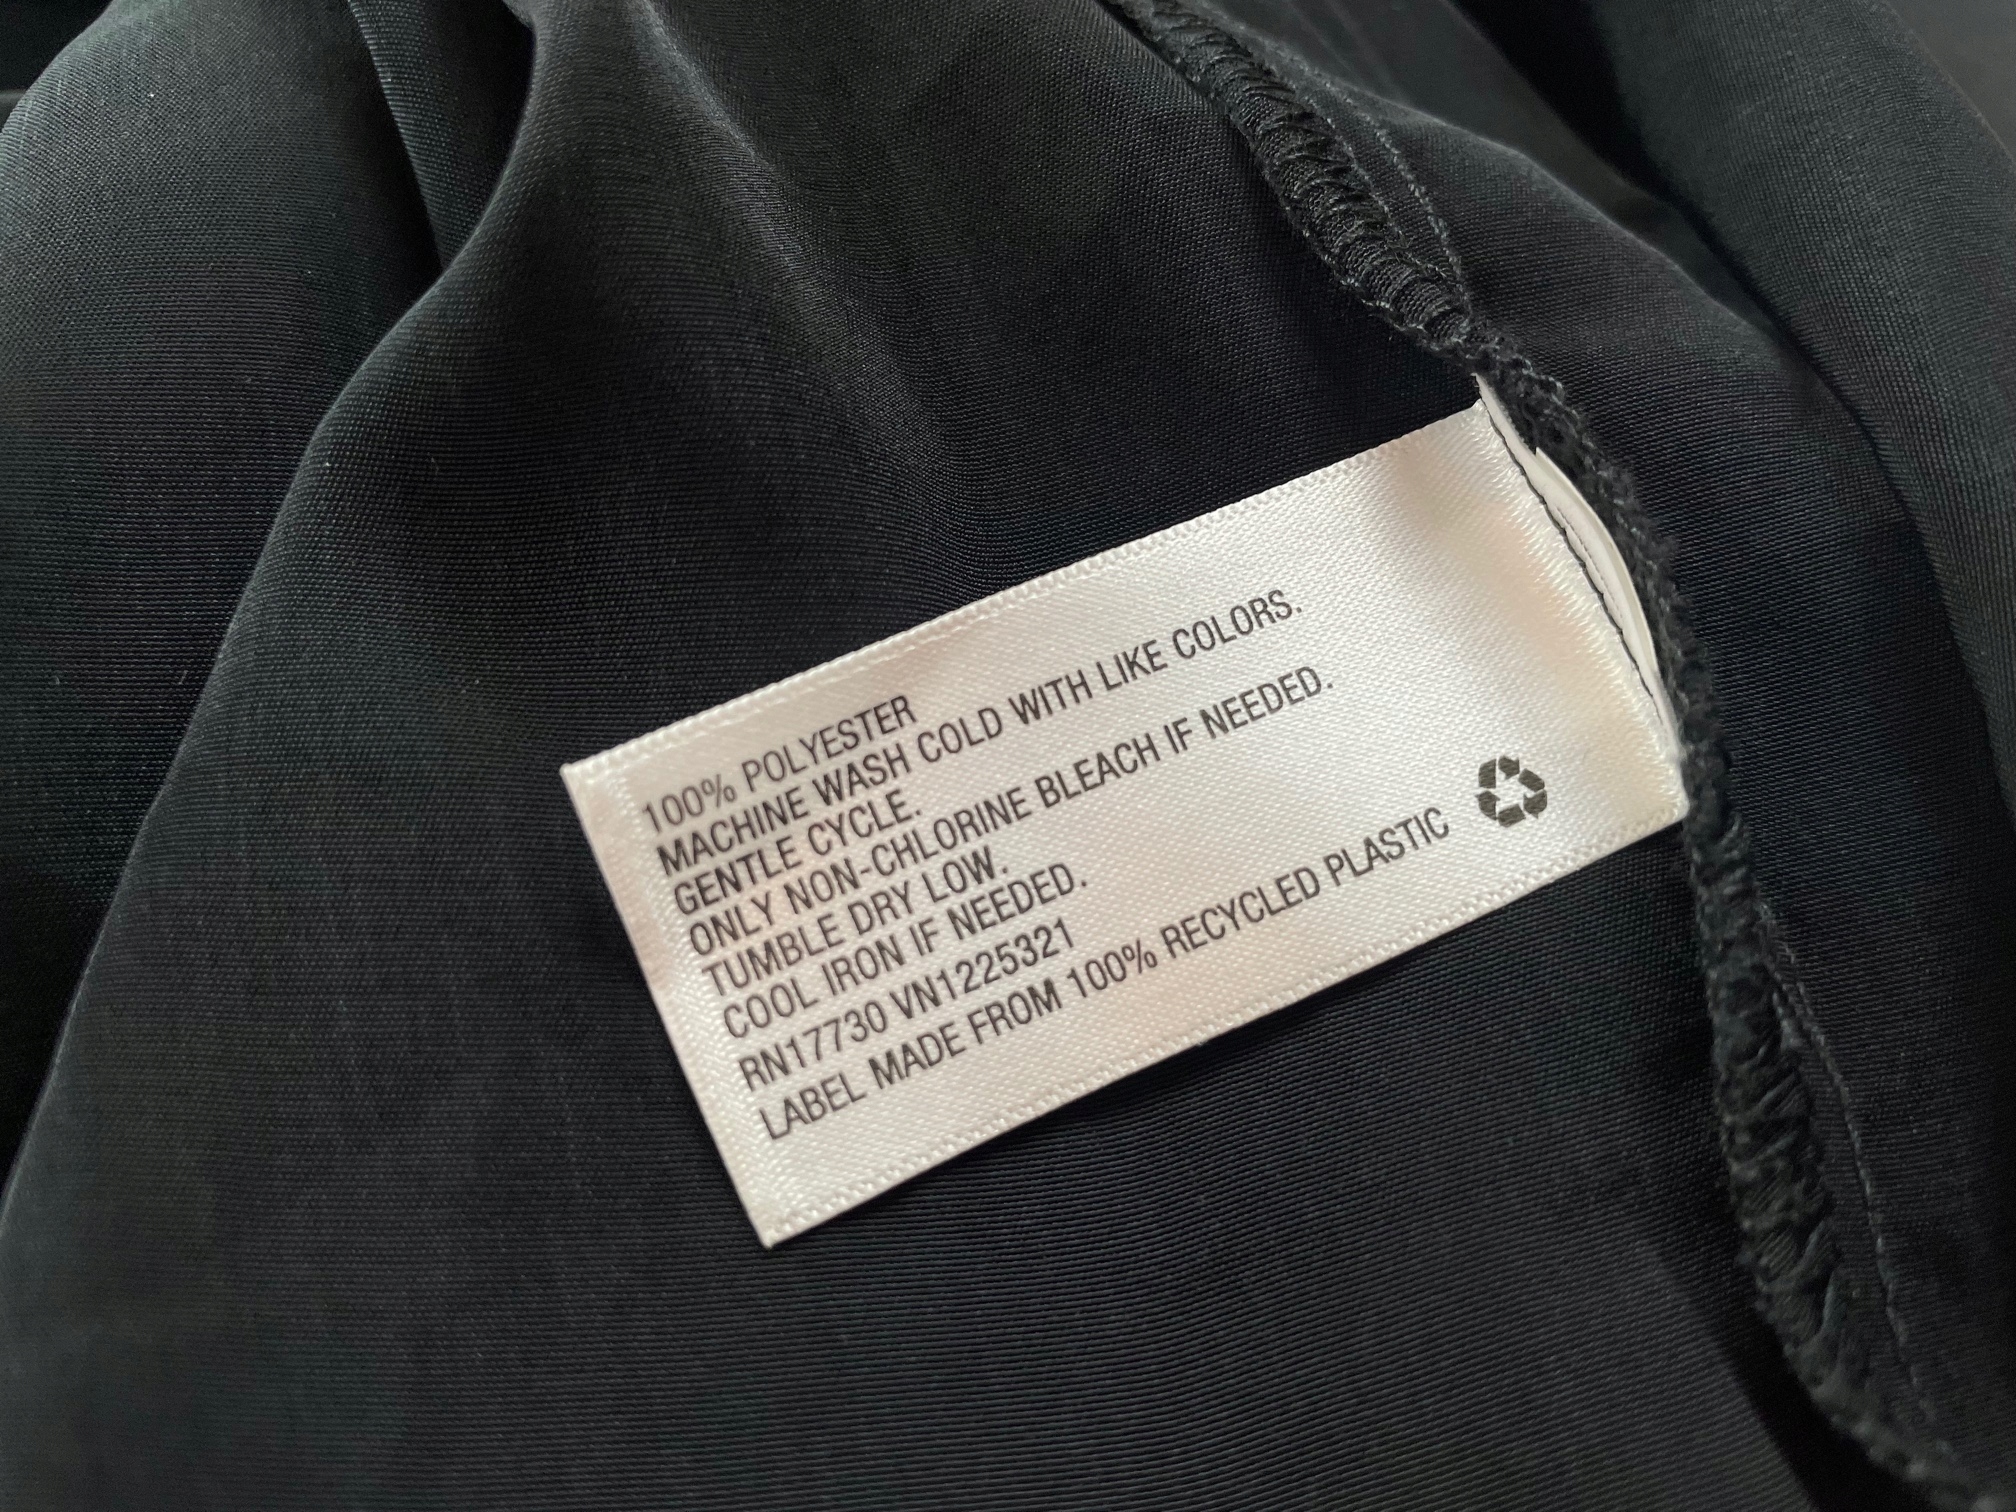 100% POLYESTER
MACHINE WASH COLD WITH LIKE COLORS.
GENTLE CYCLE.
ONLY NON-CHLORINE BLEACH IF NEEDED.
TUMBLE DRY LOW.
COOL IRON IF NEEDED.
RN17730 VN1225321
LABEL MADE FROM 100% RECYCLED PLASTIC